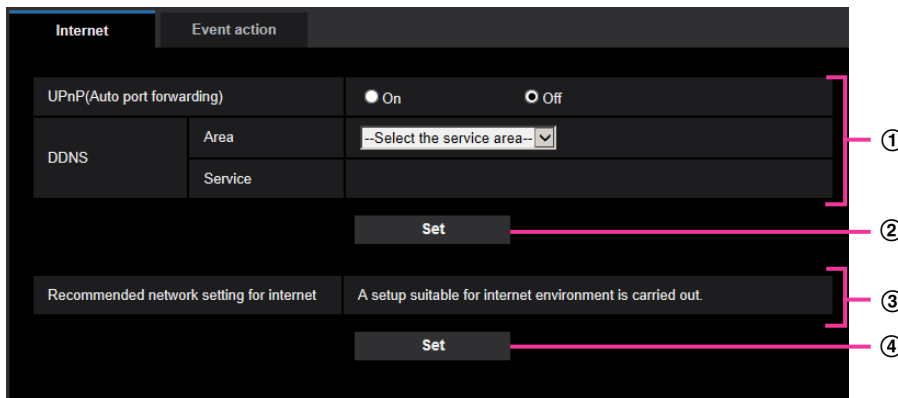 Internet Event action
UPnP(Auto port forwarding) On Off ①
DDNS Area --Select the service area--
Service
Set ②
Recommended network setting for internet A setup suitable for internet environment is carried out. ③
Set ④